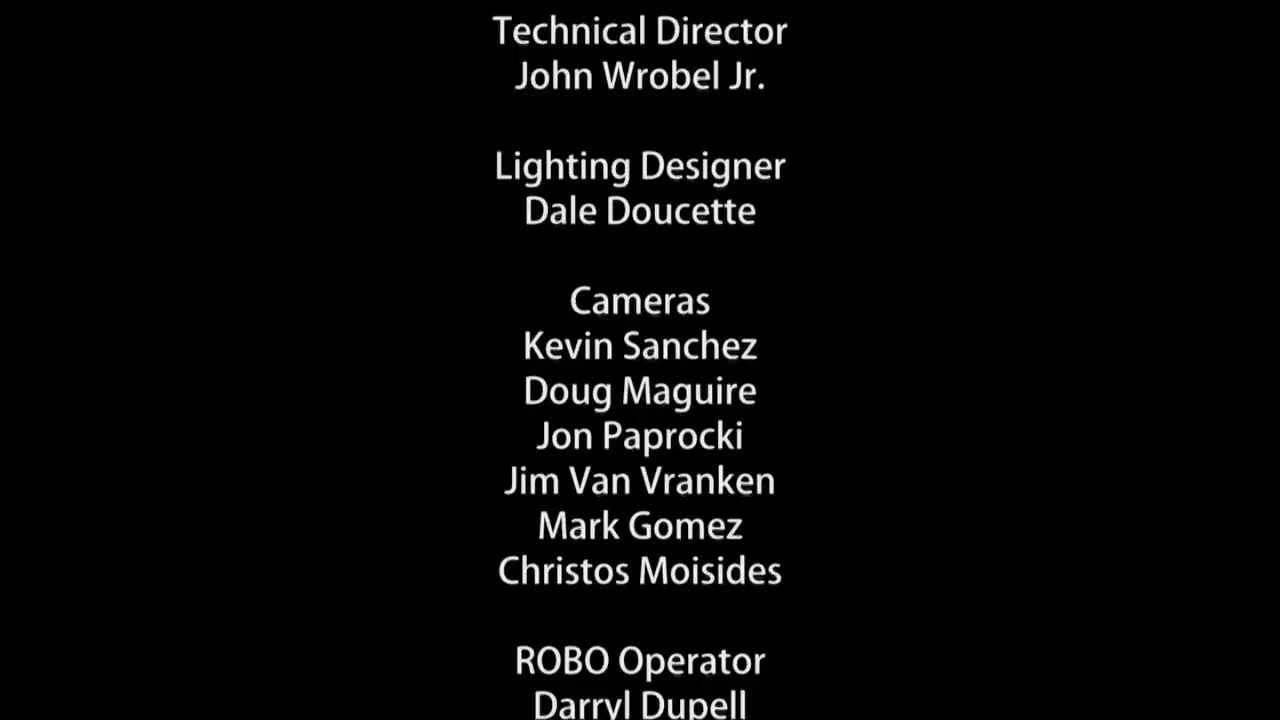 Technical Director
John Wrobel Jr.
Lighting Designer
Dale Doucette
Cameras
Kevin Sanchez
Doug Maguire
Jon Paprocki
Jim Van Vranken
Mark Gomez
Christos Moisides
ROBO Operator
Darryl Dupell